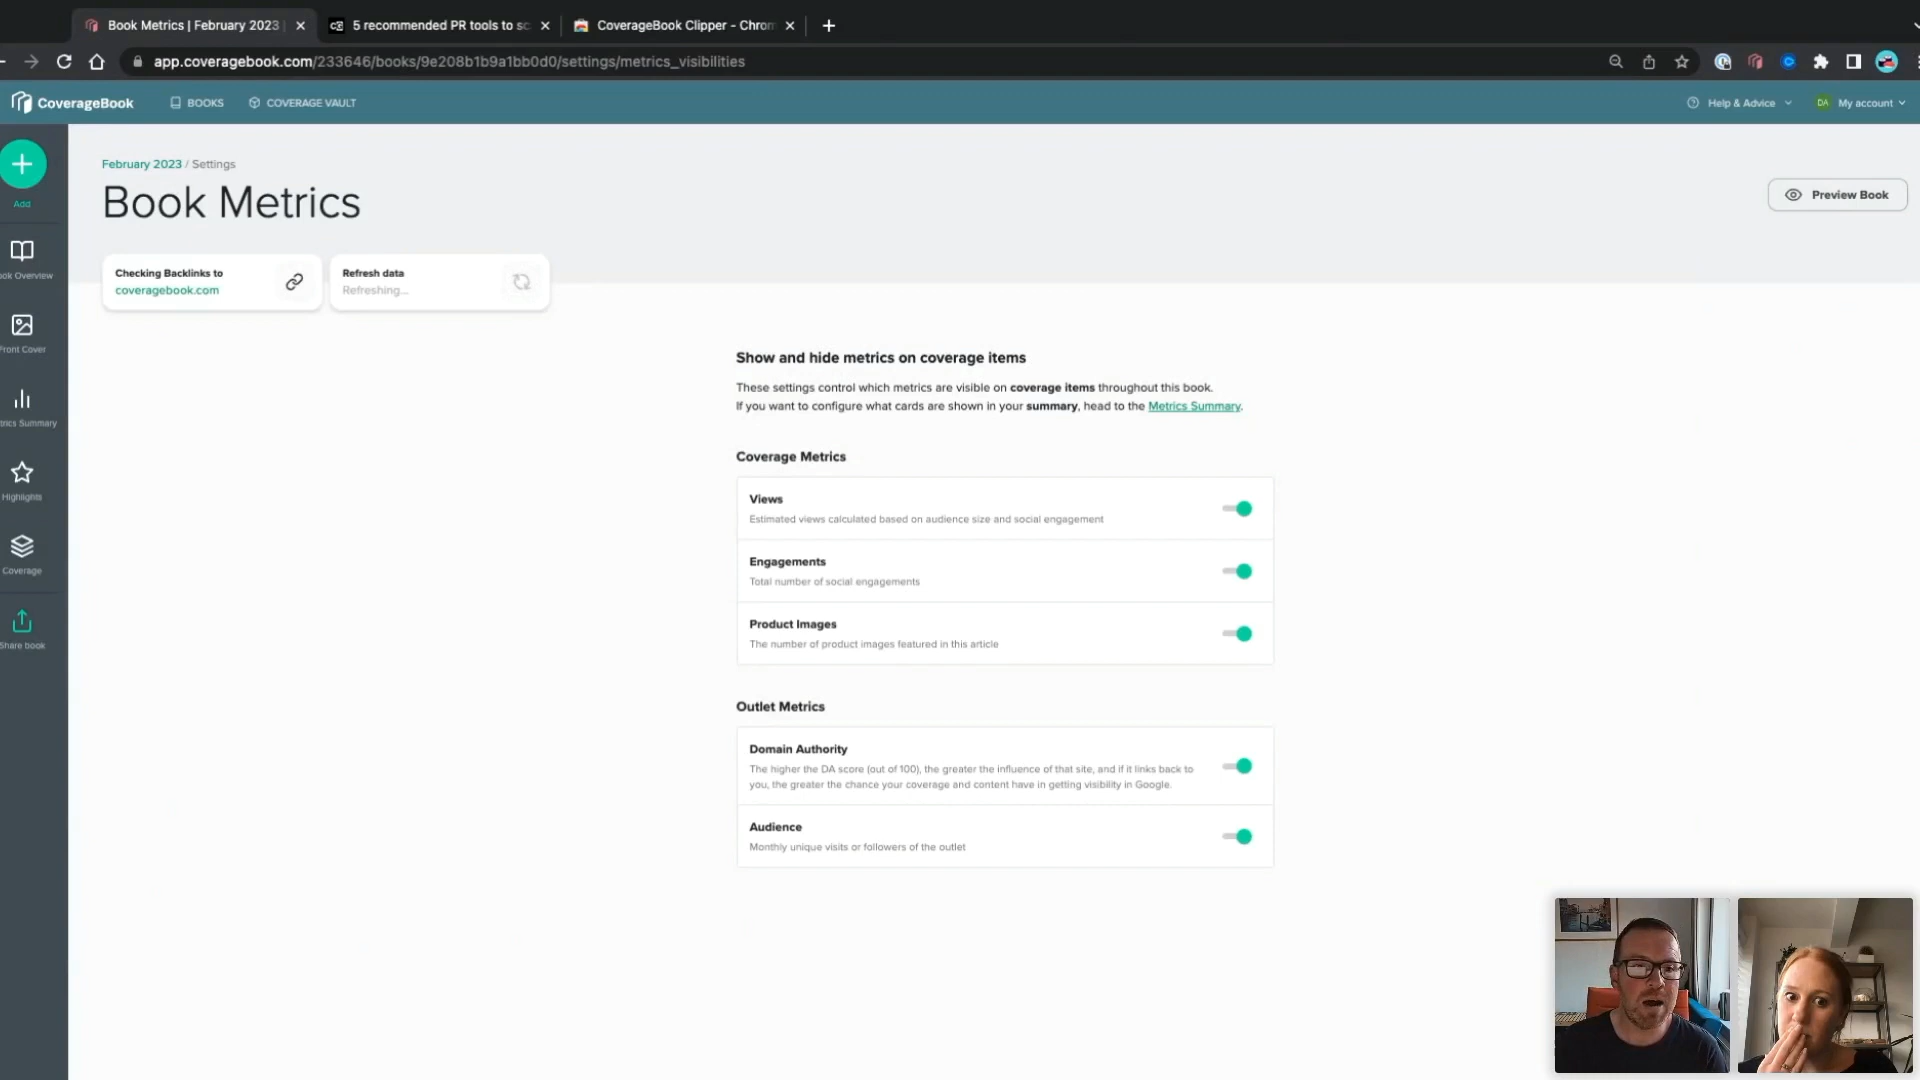 Book Metrics | February 2023 |
5 recommended PR tools to sc
CoverageBook Clipper - Chrom
app.coveragebook.com/233646/books/9e208b1b9a1bb0d0/settings/metrics_visibilities
CoverageBook
BOOKS
COVERAGE VAULT
Help & Advice
DA
My account
Add
ook Overview
Front Cover
trics Summary
Highlights
Coverage
Share book
February 2023 / Settings
Book Metrics
Preview Book
Checking Backlinks to
coveragebook.com
Refresh data
Refreshing...
Show and hide metrics on coverage items
These settings control which metrics are visible on coverage items throughout this book.
If you want to configure what cards are shown in your summary, head to the Metrics Summary.
Coverage Metrics
Views
Estimated views calculated based on audience size and social engagement
Engagements
Total number of social engagements
Product Images
The number of product images featured in this article
Outlet Metrics
Domain Authority
The higher the DA score (out of 100), the greater the influence of that site, and if it links back to
you, the greater the chance your coverage and content have in getting visibility in Google.
Audience
Monthly unique visits or followers of the outlet